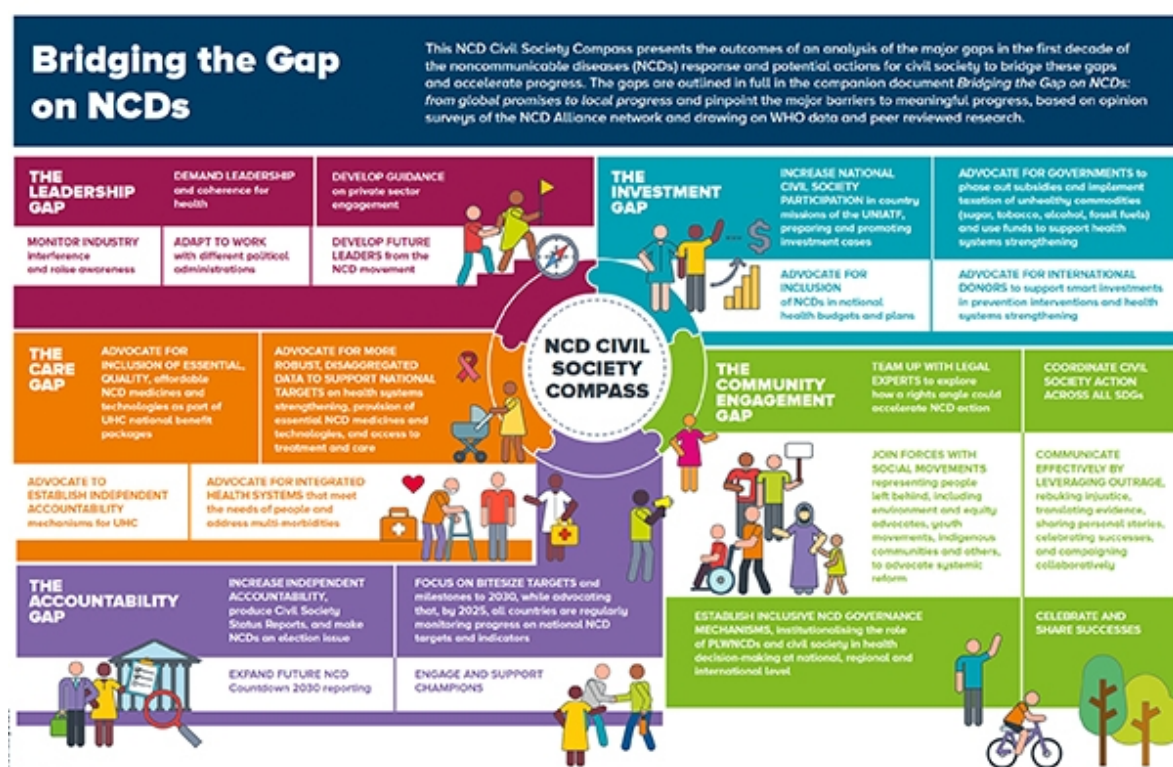 Bridging the Gap
on NCDs
This NCD Civil Society Compass presents the outcomes of an analysis of the major gaps in the first decade of
the noncommunicable diseases (NCDs) response and potential actions for civil society to bridge these gaps
and accelerate progress. The gaps are outlined in full in the companion document Bridging the Gap on NCDs:
from global promises to local progress and pinpoint the major barriers to meaningful progress, based on opinion
surveys of the NCD Alliance network and drawing on WHO data and peer reviewed research.
THE
LEADERSHIP
GAP
DEMAND LEADERSHIP
and coherence for
health
DEVELOP GUIDANCE
on private sector
engagement
MONITOR INDUSTRY
interference
and raise awareness
ADAPT TO WORK
with different political
administrations
DEVELOP FUTURE
LEADERS from the
NCD movement
THE
INVESTMENT
GAP
INCREASE NATIONAL
CIVIL SOCIETY
PARTICIPATION in country
missions of the UNIATF,
preparing and promoting
investment cases
ADVOCATE FOR GOVERNMENTS to
phase out subsidies and implement
taxation of unhealthy commodities
(sugar, tobacco, alcohol, fossil fuels)
and use funds to support health
systems strengthening
ADVOCATE FOR
INCLUSION
of NCDs in national
health budgets and plans
ADVOCATE FOR INTERNATIONAL
DONORS to support smart investments
in prevention interventions and health
systems strengthening
NCD CIVIL
SOCIETY
COMPASS
THE
CARE
GAP
ADVOCATE FOR
INCLUSION OF ESSENTIAL,
QUALITY, affordable
NCD medicines and
technologies as part of
UHC national benefit
packages
ADVOCATE FOR MORE
ROBUST, DISAGGREGATED
DATA TO SUPPORT NATIONAL
TARGETS on health systems
strengthening, provision of
essential NCD medicines and
technologies, and access to
treatment and care
ADVOCATE TO
ESTABLISH INDEPENDENT
ACCOUNTABILITY
mechanisms for UHC
ADVOCATE FOR INTEGRATED
HEALTH SYSTEMS that meet
the needs of people and
address multi-morbidities
THE
COMMUNITY
ENGAGEMENT
GAP
TEAM UP WITH LEGAL
EXPERTS to explore
how a rights angle could
accelerate NCD action
COORDINATE CIVIL
SOCIETY ACTION
ACROSS ALL SDGs
JOIN FORCES WITH
SOCIAL MOVEMENTS
representing people
left behind, including
environment and equity
advocates, youth
movements, indigenous
communities and others,
to advocate systemic
reform
COMMUNICATE
EFFECTIVELY BY
LEVERAGING OUTRAGE,
rebuking injustice,
translating evidence,
sharing personal stories,
celebrating successes,
and campaigning
collaboratively
ESTABLISH INCLUSIVE NCD GOVERNANCE
MECHANISMS, institutionalising the role
of PLWNCDs and civil society in health
decision-making at national, regional and
international level
CELEBRATE AND
SHARE SUCCESSES
THE
ACCOUNTABILITY
GAP
INCREASE INDEPENDENT
ACCOUNTABILITY,
produce Civil Society
Status Reports, and make
NCDs an election issue
FOCUS ON BITESIZE TARGETS and
milestones to 2030, while advocating
that, by 2025, all countries are regularly
monitoring progress on national NCD
targets and indicators
EXPAND FUTURE NCD
Countdown 2030 reporting
ENGAGE AND SUPPORT
CHAMPIONS